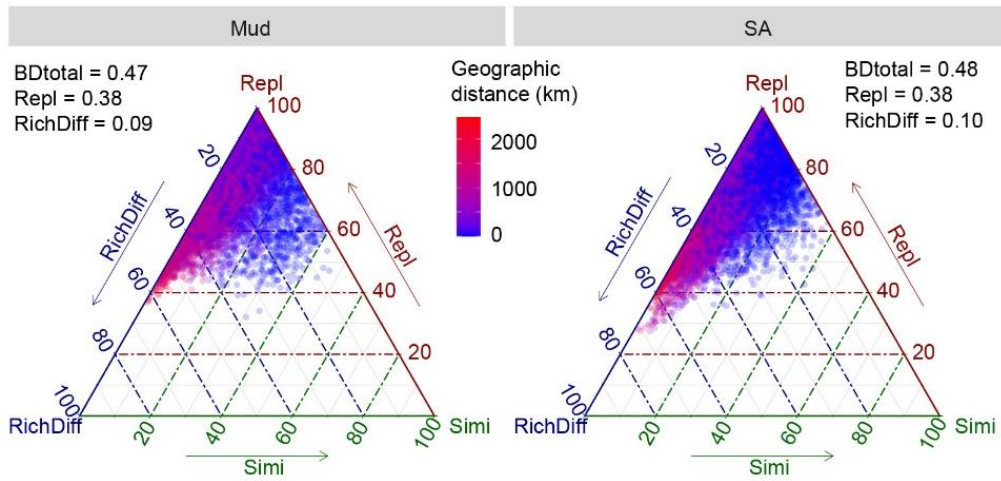 Mud
SA
BDtotal = 0.47
Repl = 0.38
RichDiff = 0.09
Geographic
distance (km)
2000
1000
0
BDtotal = 0.48
Repl = 0.38
RichDiff = 0.10
Repl
100
80
60
40
20
Repl
20
40
60
80
100
RichDiff
RichDiff
20
40
60
80
100
Simi
Simi
Repl
100
80
60
40
20
Repl
20
40
60
80
100
RichDiff
RichDiff
20
40
60
80
100
Simi
Simi